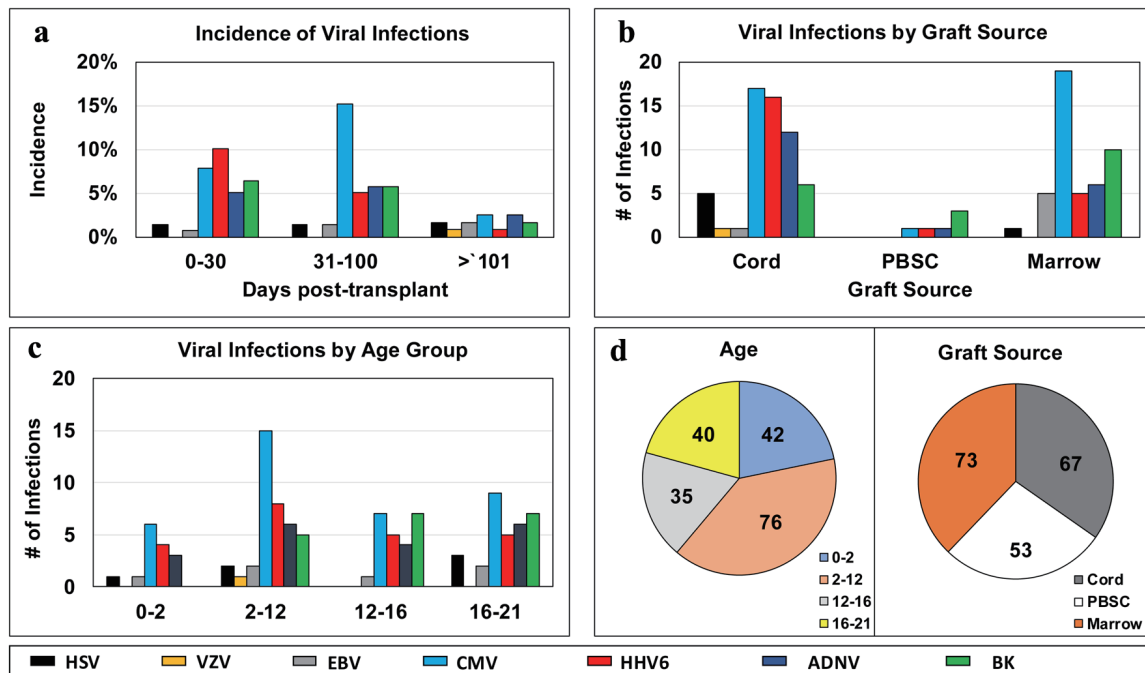 a
Incidence of Viral Infections
20%
15%
10%
5%
0%
Incidence
0-30
31-100
>`101
Days post-transplant
b
Viral Infections by Graft Source
20
15
10
5
0
# of Infections
Cord
PBSC
Marrow
Graft Source
c
Viral Infections by Age Group
20
15
10
5
0
# of Infections
0-2
2-12
12-16
16-21
d
Age
40
42
35
76
0-2
2-12
12-16
16-21
Graft Source
73
67
53
Cord
PBSC
Marrow
HSV VZV EBV CMV HHV6 ADNV BK